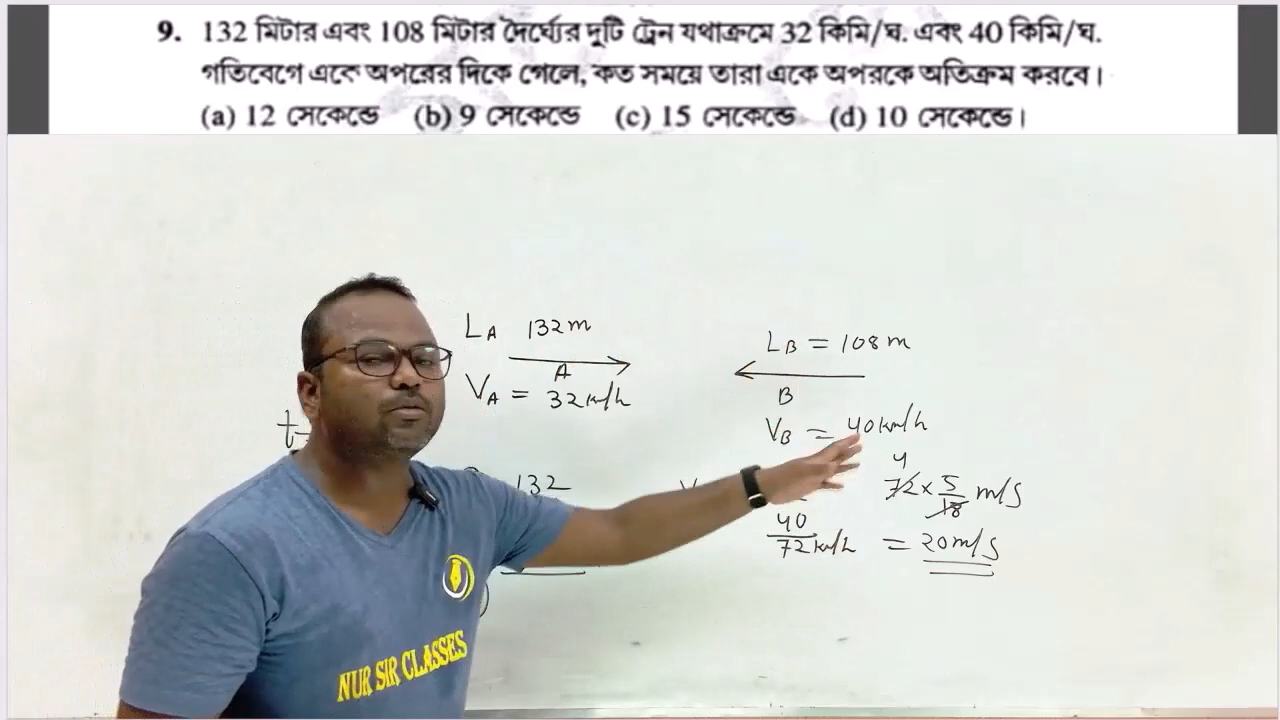 9. 132 মিটার এবং 108 মিটার দৈর্ঘ্যের দুটি ট্রেন যথাক্রমে 32 কিমি/ঘ. এবং 40 কিমি/ঘ.
গতিবেগে একে অপরের দিকে গেলে, কত সময়ে তারা একে অপরকে অতিক্রম করবে।
(a) 12 সেকেন্ডে (b) 9 সেকেন্ডে (c) 15 সেকেন্ডে (d) 10 সেকেন্ডে।
LA 132m
A
VA = 32km/h
LB = 108m
B
VB = 40km/h
t
132
4
72 × 5/18 m/s
40
72km/h = 20m/s
NUR SIR CLASSES